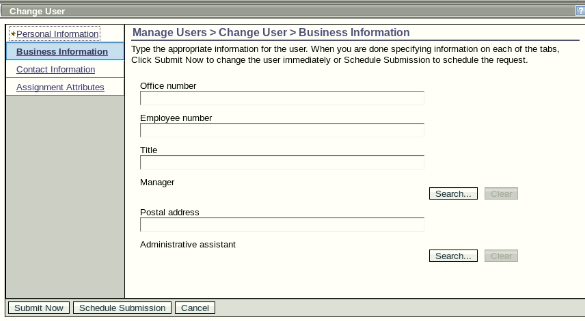 Change User
?
Personal Information
Business Information
Contact Information
Assignment Attributes
Manage Users > Change User > Business Information
Type the appropriate information for the user. When you are done specifying information on each of the tabs,
Click Submit Now to change the user immediately or Schedule Submission to schedule the request.
Office number
Employee number
Title
Manager
Search... Clear
Postal address
Administrative assistant
Search... Clear
Submit Now Schedule Submission Cancel